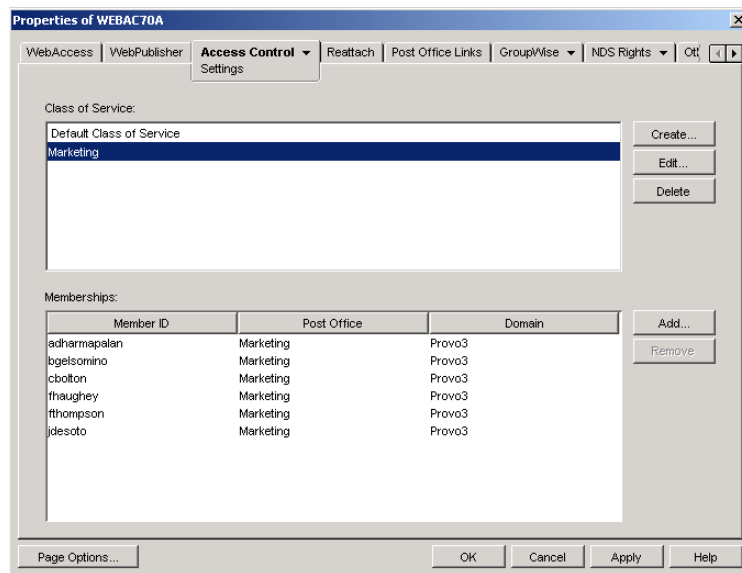 Properties of WEBAC70A
WebAccess WebPublisher Access Control Reattach Post Office Links GroupWise NDS Rights Ot
Settings
Class of Service:
Default Class of Service
Marketing
Create...
Edit...
Delete
Memberships:
Member ID Post Office Domain
adharmapalan Marketing Provo3
bgelsomino Marketing Provo3
cbolton Marketing Provo3
fhaughey Marketing Provo3
fthompson Marketing Provo3
jdesoto Marketing Provo3
Add...
Remove
Page Options... OK Cancel Apply Help